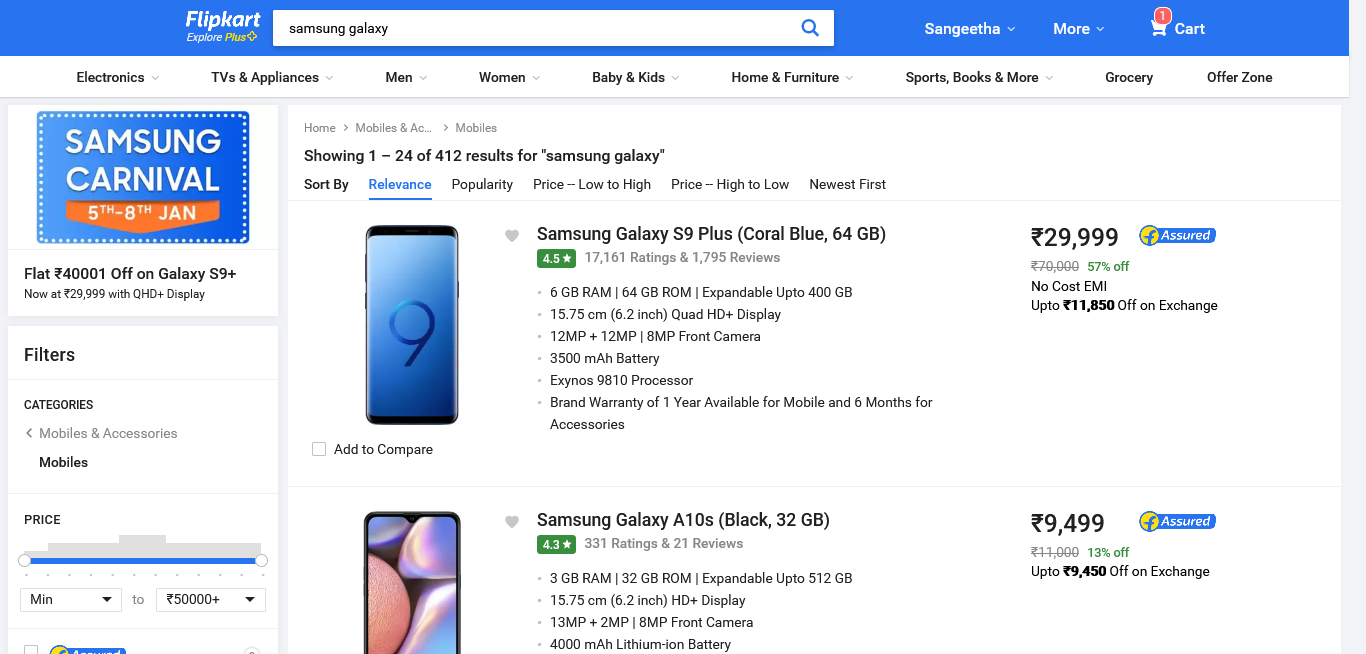 Flipkart
Explore Plus
samsung galaxy
Sangeetha
More
1
Cart
Electronics
TVs & Appliances
Men
Women
Baby & Kids
Home & Furniture
Sports, Books & More
Grocery
Offer Zone
SAMSUNG
CARNIVAL
5TH-8TH JAN
Flat ₹40001 Off on Galaxy S9+
Now at ₹29,999 with QHD+ Display
Filters
CATEGORIES
Mobiles & Accessories
Mobiles
PRICE
Min to ₹50000+
Assured
Home
Mobiles & Ac...
Mobiles
Showing 1 – 24 of 412 results for "samsung galaxy"
Sort By Relevance Popularity Price -- Low to High Price -- High to Low Newest First
9
Samsung Galaxy S9 Plus (Coral Blue, 64 GB)
4.5 ★ 17,161 Ratings & 1,795 Reviews
6 GB RAM | 64 GB ROM | Expandable Upto 400 GB
15.75 cm (6.2 inch) Quad HD+ Display
12MP + 12MP | 8MP Front Camera
3500 mAh Battery
Exynos 9810 Processor
Brand Warranty of 1 Year Available for Mobile and 6 Months for
Accessories
Add to Compare
₹29,999
f Assured
₹70,000 57% off
No Cost EMI
Upto ₹11,850 Off on Exchange
Samsung Galaxy A10s (Black, 32 GB)
4.3 ★ 331 Ratings & 21 Reviews
3 GB RAM | 32 GB ROM | Expandable Upto 512 GB
15.75 cm (6.2 inch) HD+ Display
13MP + 2MP | 8MP Front Camera
4000 mAh Lithium-ion Battery
₹9,499
f Assured
₹11,000 13% off
Upto ₹9,450 Off on Exchange